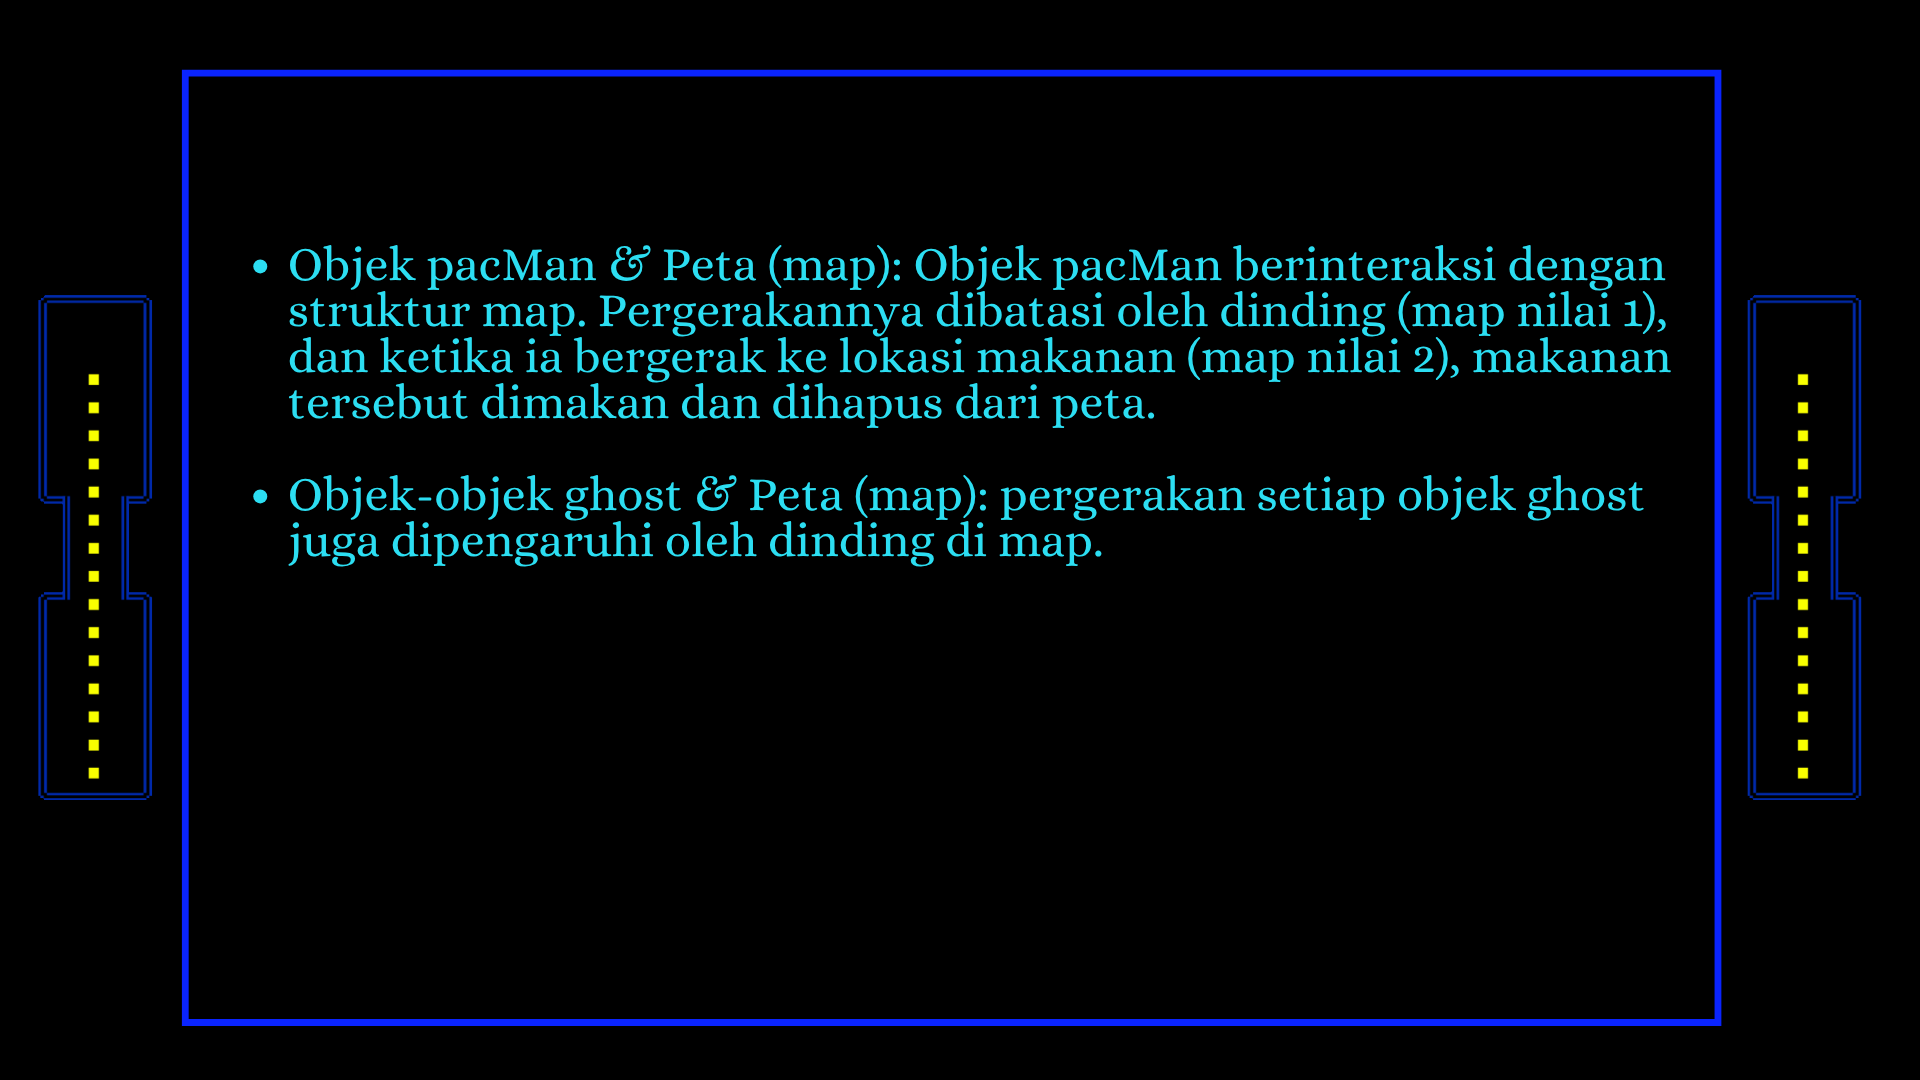 • Objek pacMan & Peta (map): Objek pacMan berinteraksi dengan
struktur map. Pergerakannya dibatasi oleh dinding (map nilai 1),
dan ketika ia bergerak ke lokasi makanan (map nilai 2), makanan
tersebut dimakan dan dihapus dari peta.
• Objek-objek ghost & Peta (map): pergerakan setiap objek ghost
juga dipengaruhi oleh dinding di map.